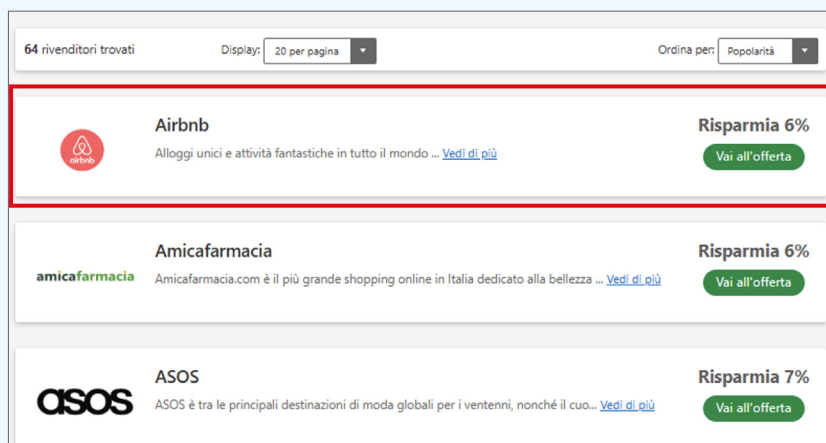 64 rivenditori trovati Display: 20 per pagina Ordina per: Popolarità
Airbnb Risparmia 6%
airbnb Alloggi unici e attività fantastiche in tutto il mondo ... Vedi di più Vai all'offerta
Amicafarmacia Risparmia 6%
amicafarmacia Amicafarmacia.com è il più grande shopping online in Italia dedicato alla bellezza ... Vedi di più Vai all'offerta
ASOS Risparmia 7%
asos ASOS è tra le principali destinazioni di moda globali per i ventenni, nonché il cuo... Vedi di più Vai all'offerta